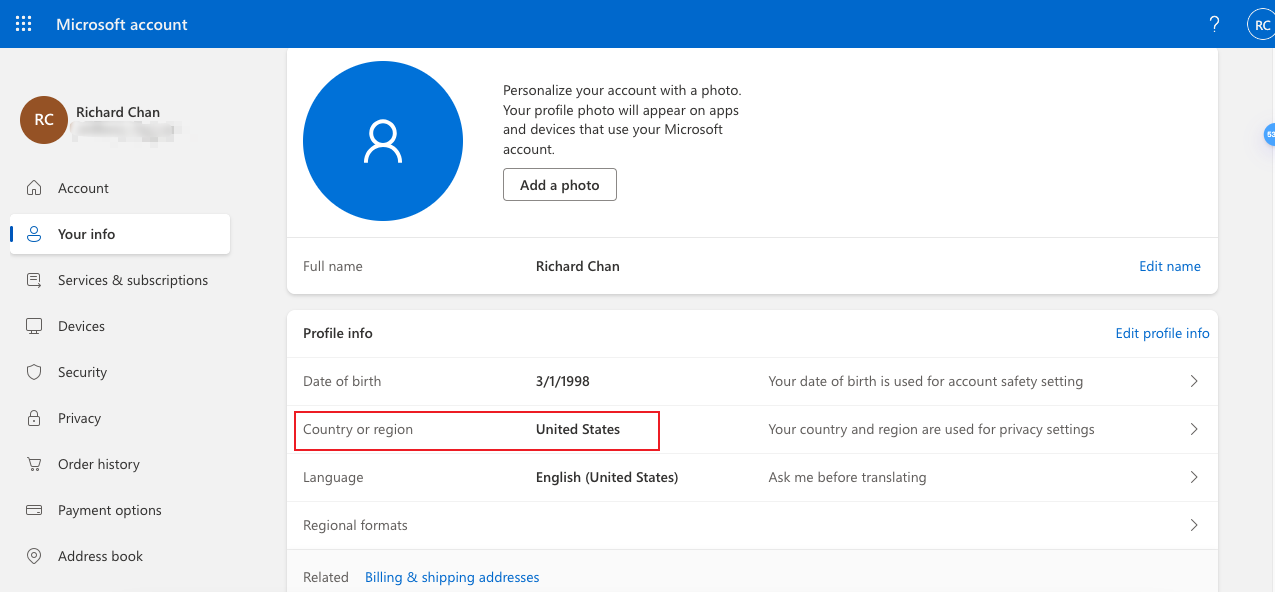 Microsoft account
?
RC
RC
Richard Chan
Account
Your info
Services & subscriptions
Devices
Security
Privacy
Order history
Payment options
Address book
Personalize your account with a photo.
Your profile photo will appear on apps
and devices that use your Microsoft
account.
Add a photo
Full name Richard Chan Edit name
Profile info Edit profile info
Date of birth 3/1/1998 Your date of birth is used for account safety setting
Country or region United States Your country and region are used for privacy settings
Language English (United States) Ask me before translating
Regional formats
Related Billing & shipping addresses
53